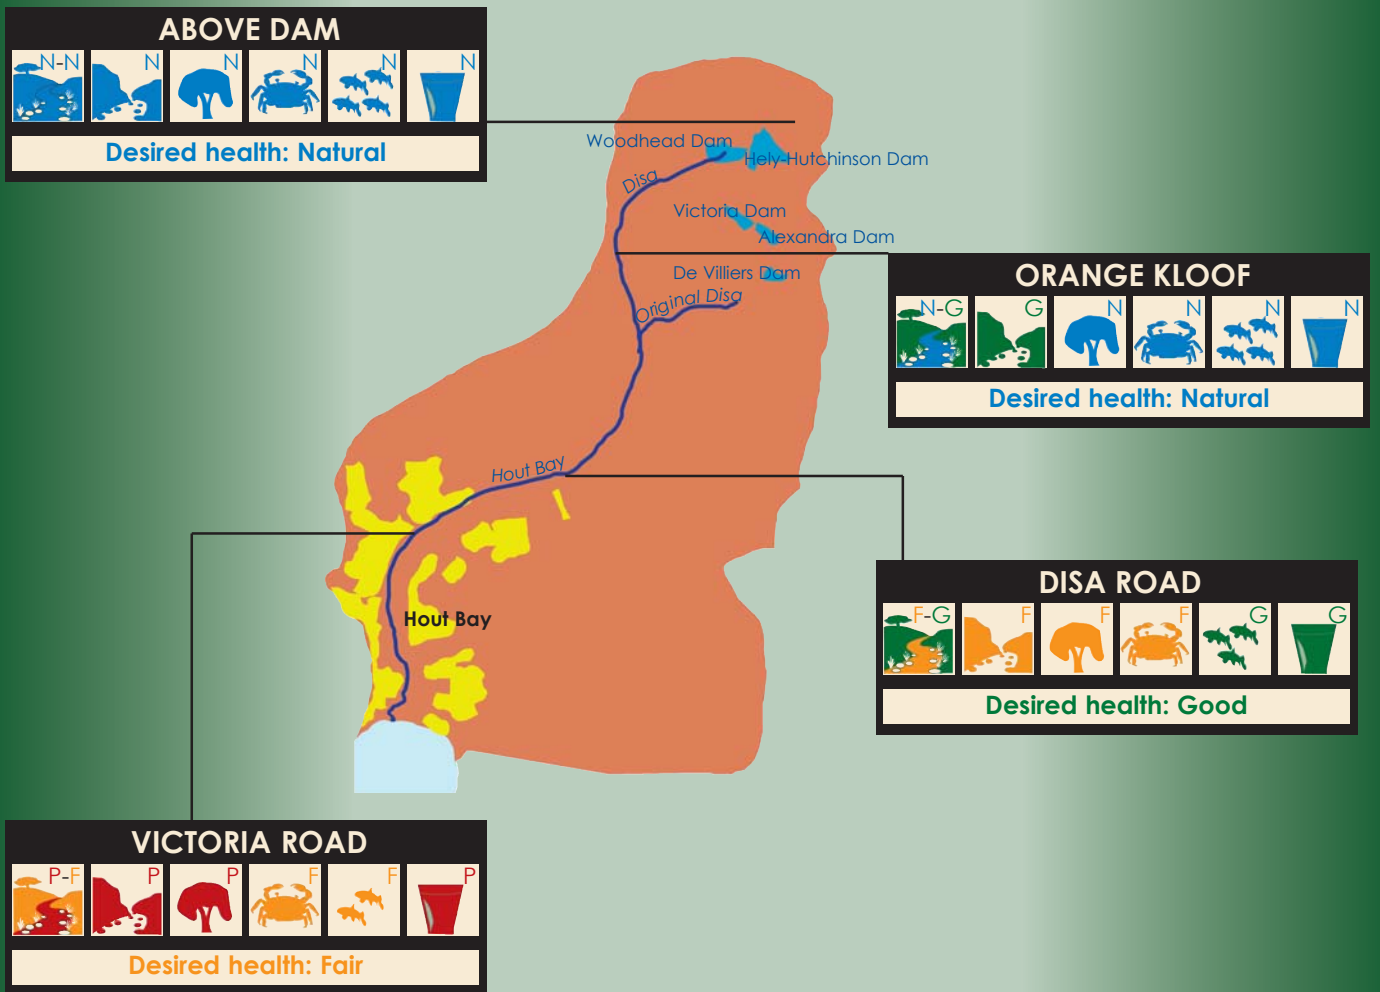 ABOVE DAM
N-N N N N N N
Desired health: Natural
Woodhead Dam
Hely-Hutchinson Dam
Disa
Victoria Dam
Alexandra Dam
De Villiers Dam
Original Disa
ORANGE KLOOF
N-G G N N N N
Desired health: Natural
Hout Bay
DISA ROAD
F-G F F F G G
Desired health: Good
Hout Bay
VICTORIA ROAD
P-F P P F F P
Desired health: Fair